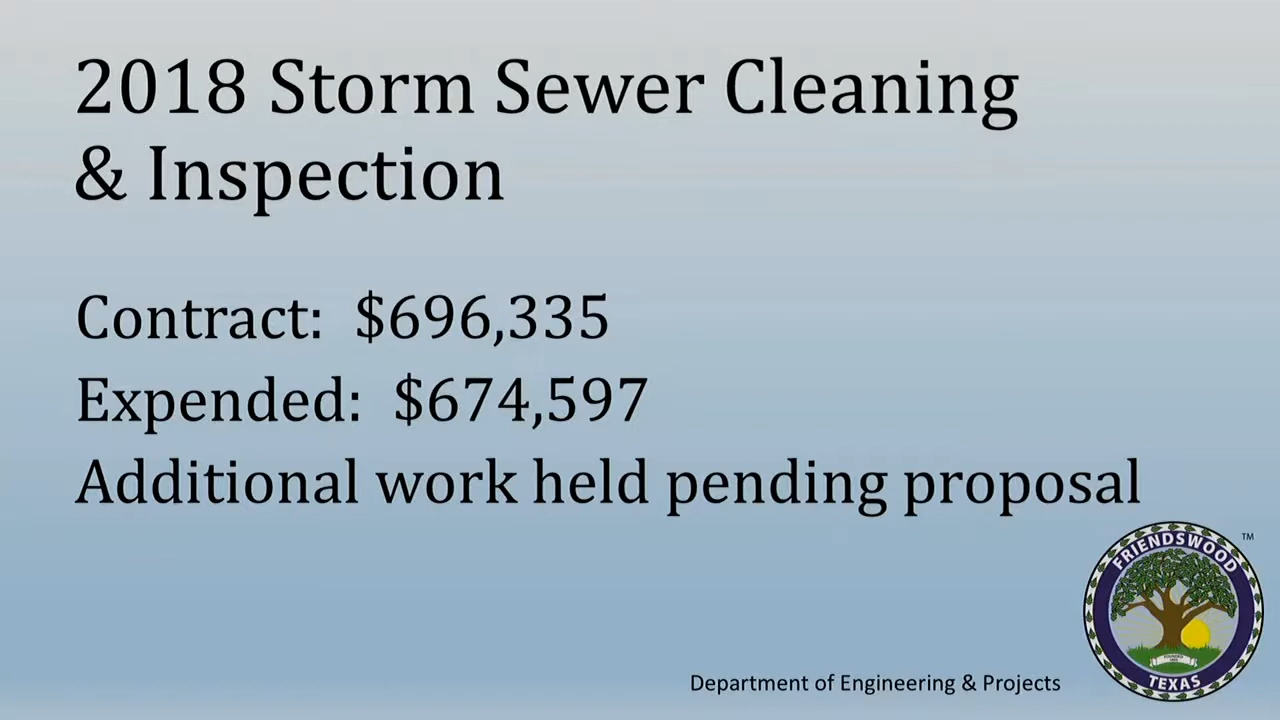 2018 Storm Sewer Cleaning
& Inspection
Contract: $696,335
Expended: $674,597
Additional work held pending proposal
FRIENDSWOOD
TM
TEXAS
Department of Engineering & Projects